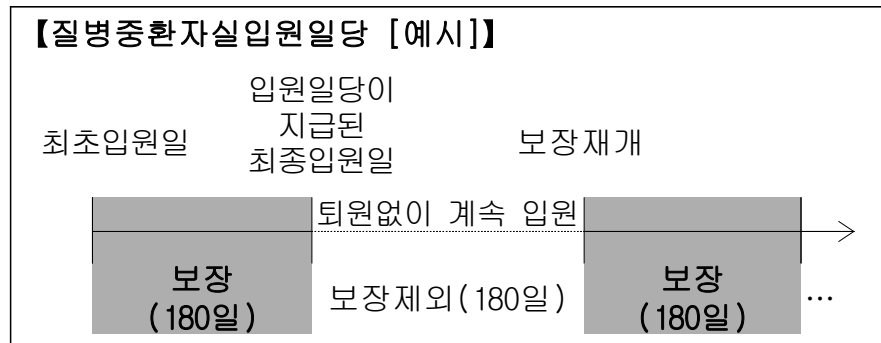 【질병중환자실입원일당 [예시]】
최초입원일
입원일당이
지급된
최종입원일
보장재개
퇴원없이 계속 입원
보장
(180일)
보장제외(180일)
보장
(180일)
…